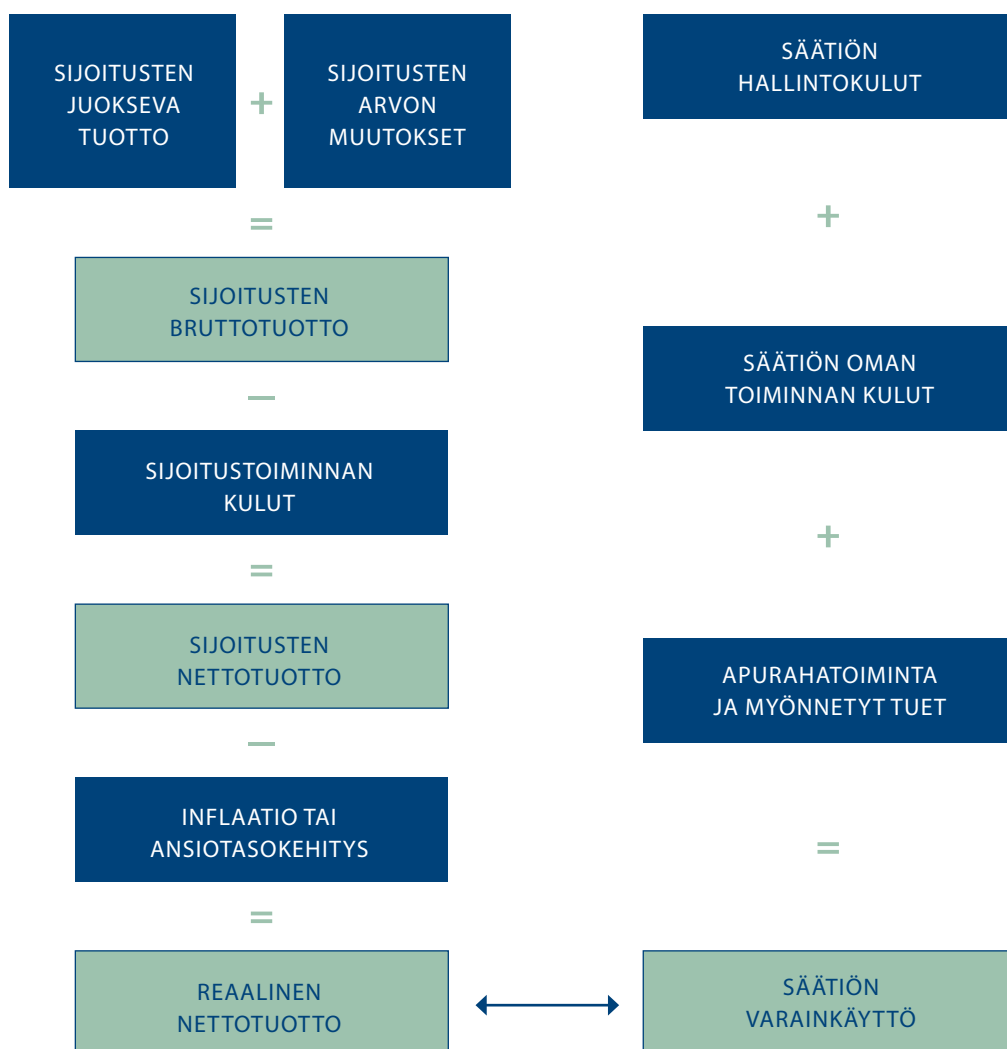 SIJOITUSTEN
JUOKSEVA
TUOTTO
+
SIJOITUSTEN
ARVON
MUUTOKSET
=
SIJOITUSTEN
BRUTTOTUOTTO
—
SIJOITUSTOIMINNAN
KULUT
=
SIJOITUSTEN
NETTOTUOTTO
—
INFLAATIO TAI
ANSIOTASOKEHITYS
=
REAALINEN
NETTOTUOTTO
SÄÄTIÖN
HALLINTOKULUT
+
SÄÄTIÖN OMAN
TOIMINNAN KULUT
+
APURAHATOIMINTA
JA MYÖNNETYT TUET
=
SÄÄTIÖN
VARAINKÄYTTÖ